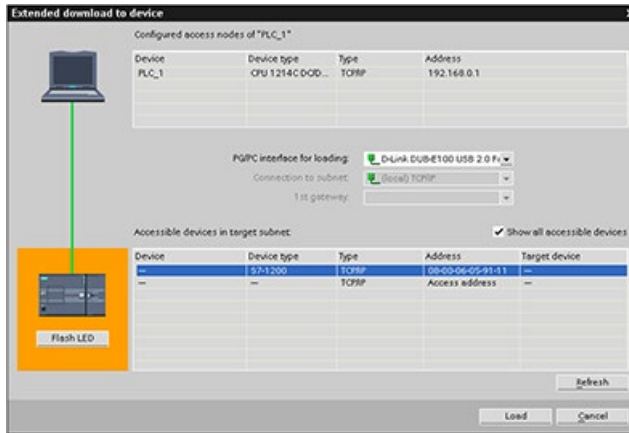 Extended download to device
Configured access nodes of "PLC_1"
Device Device type Type Address
PLC_1 CPU 1214C DC/D... TCP/IP 192.168.0.1
PG/PC interface for loading: D-Link DUB-E100 USB 2.0 Fa
Connection to subnet: (local) TCP/IP
1st gateway:
Accessible devices in target subnet: Show all accessible devices
Device Device type Type Address Target device
— S7-1200 TCP/IP 08-00-06-05-91-11 —
— — TCP/IP Access address —
Flash LED
Refresh
Load Cancel